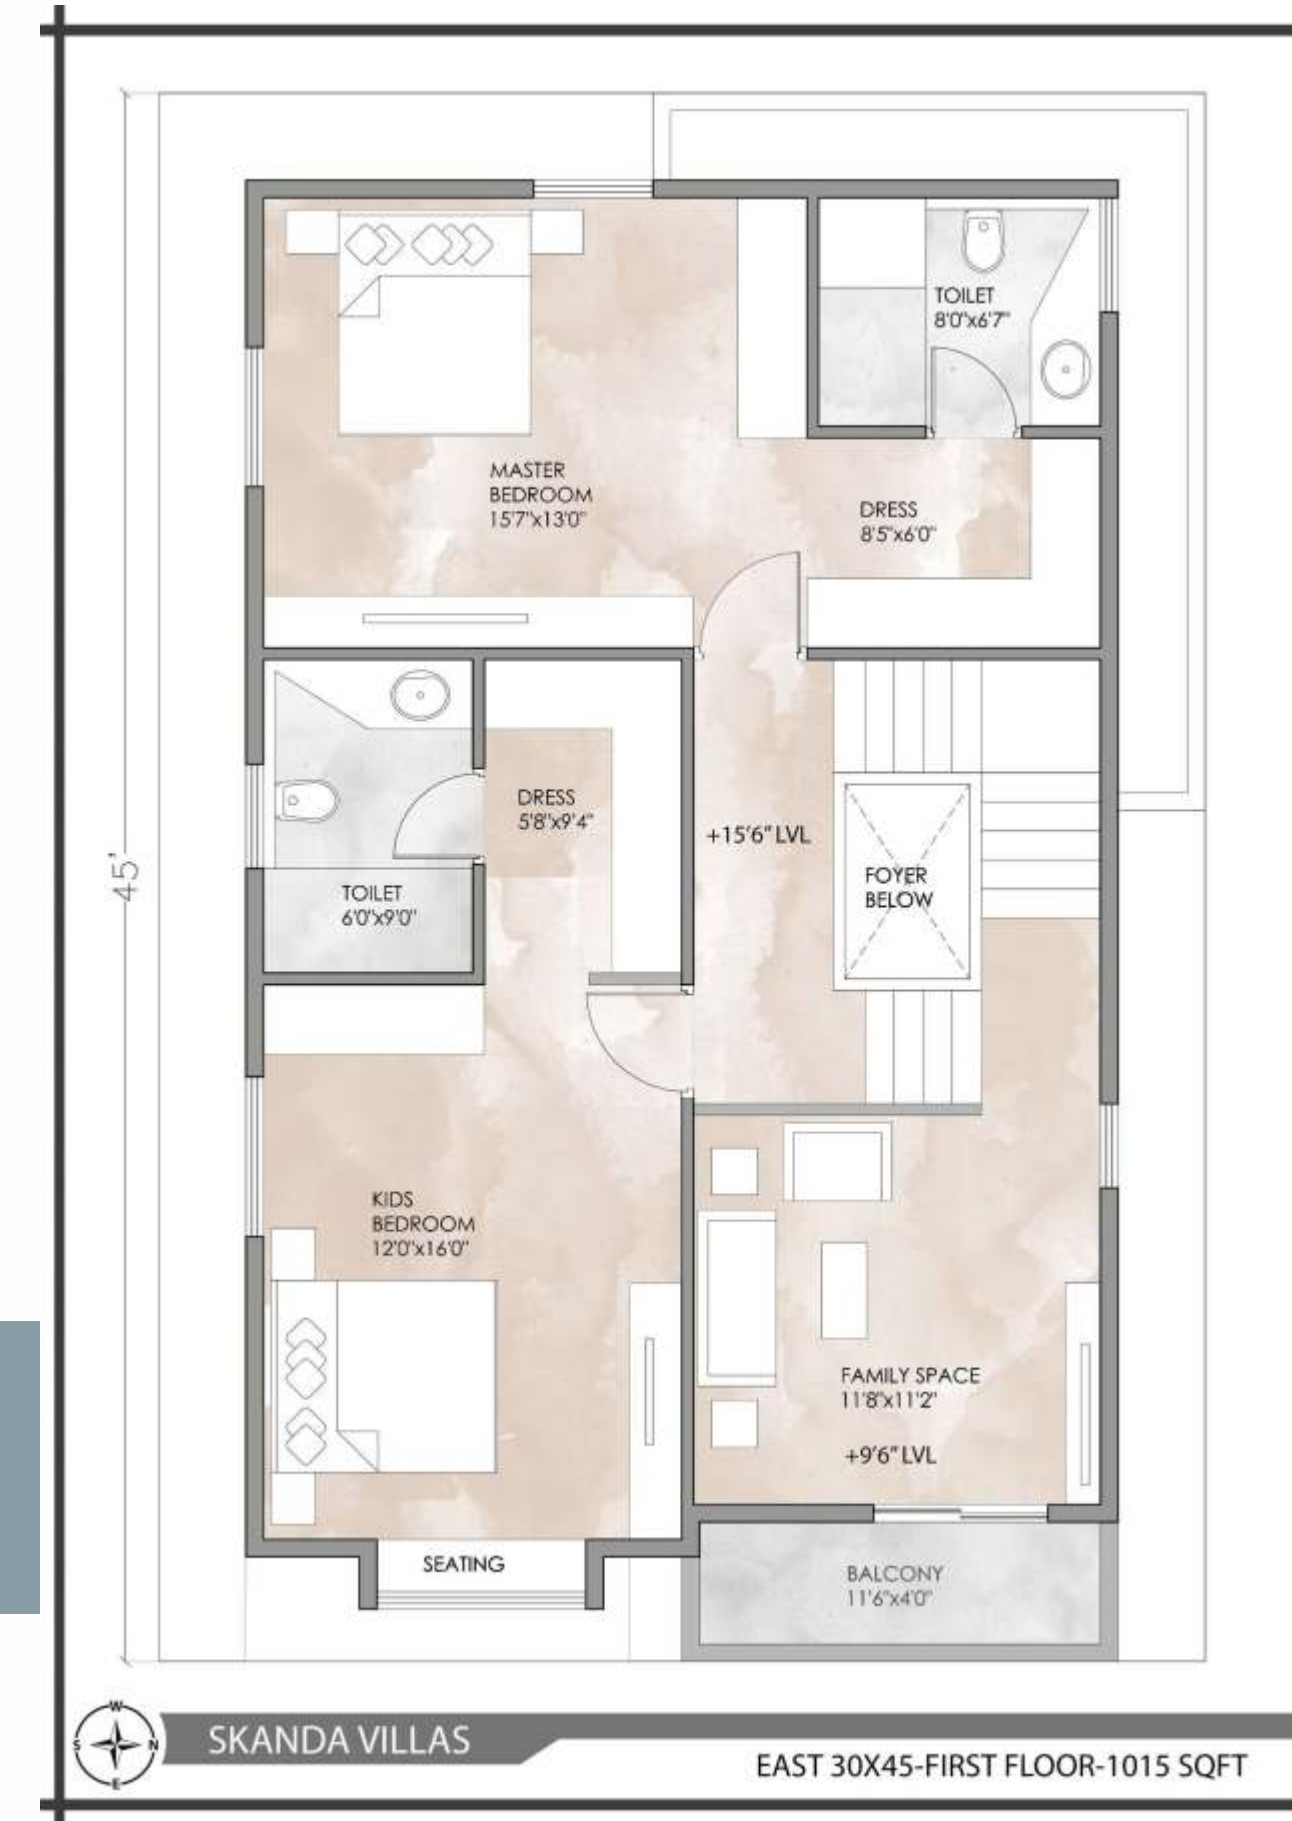 TOILET
8'0"x6'7"
MASTER
BEDROOM
15'7"x13'0"
DRESS
8'5"x6'0"
DRESS
5'8"x9'4"
+15'6" LVL
FOYER
BELOW
45'
TOILET
6'0"x9'0"
KIDS
BEDROOM
12'0"x16'0"
FAMILY SPACE
11'8"x11'2"
+9'6" LVL
SEATING
BALCONY
11'6"x4'0"
W
S
N
E
SKANDA VILLAS
EAST 30X45-FIRST FLOOR-1015 SQFT